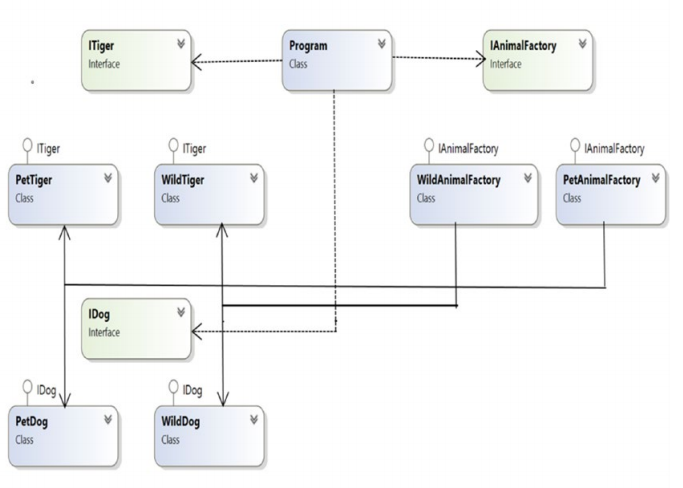 ITiger
Interface
Program
Class
IAnimalFactory
Interface
ITiger
PetTiger
Class
ITiger
WildTiger
Class
IAnimalFactory
WildAnimalFactory
Class
IAnimalFactory
PetAnimalFactory
Class
IDog
Interface
IDog
PetDog
Class
IDog
WildDog
Class